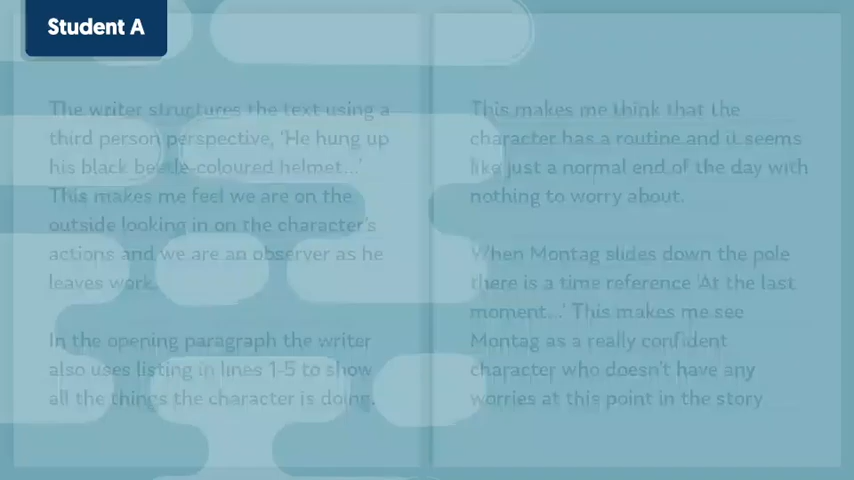 Student A
The writer structures the text using a
third person perspective, 'He hung up
his black beetle-coloured helmet...'
This makes me feel we are on the
outside looking in on the character's
actions and we are an observer as he
leaves work.
In the opening paragraph the writer
also uses listing in lines 1-5 to show
all the things the character is doing.
This makes me think that the
character has a routine and it seems
like just a normal end of the day with
nothing to worry about.
When Montag slides down the pole
there is a time reference 'At the last
moment...' This makes me see
Montag as a really confident
character who doesn't have any
worries at this point in the story.